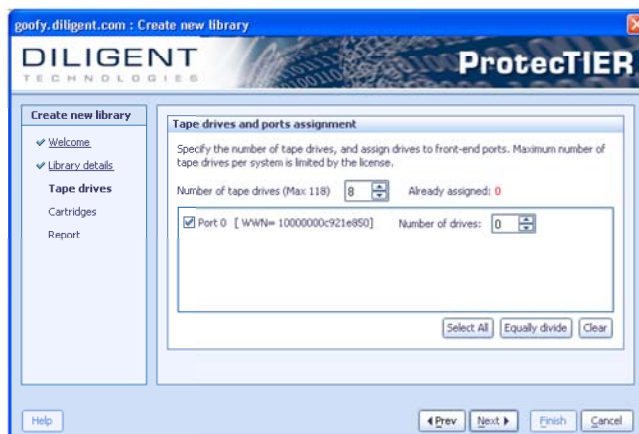 goofy.diligent.com : Create new library
DILIGENT
TECHNOLOGIES
ProtecTIER
Create new library
Welcome
Library details
Tape drives
Cartridges
Report
Tape drives and ports assignment
Specify the number of tape drives, and assign drives to front-end ports. Maximum number of
tape drives per system is limited by the license.
Number of tape drives (Max 118) 8 Already assigned: 0
Port 0 [ WWN= 10000000c921e850] Number of drives: 0
Select All Equally divide Clear
Help Prev Next Finish Cancel